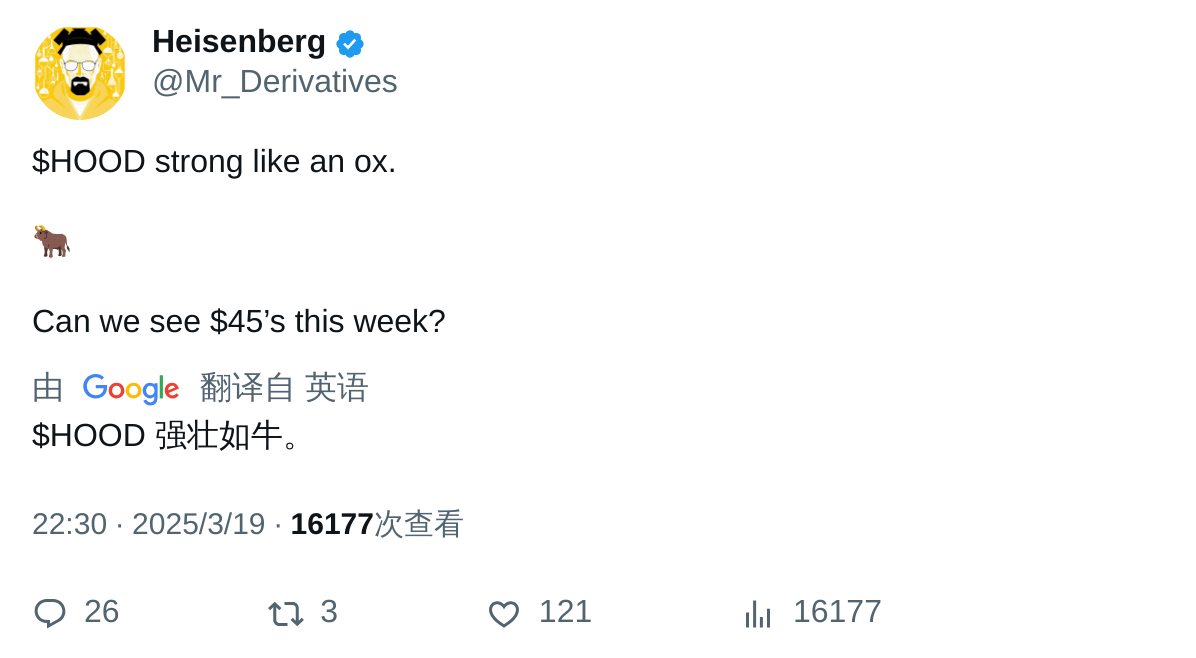 Heisenberg
@Mr_Derivatives
$HOOD strong like an ox.
🐂
Can we see $45’s this week?
由 Google 翻译自 英语
$HOOD 强壮如牛。
22:30 · 2025/3/19 · 16177次查看
26 3 121 16177